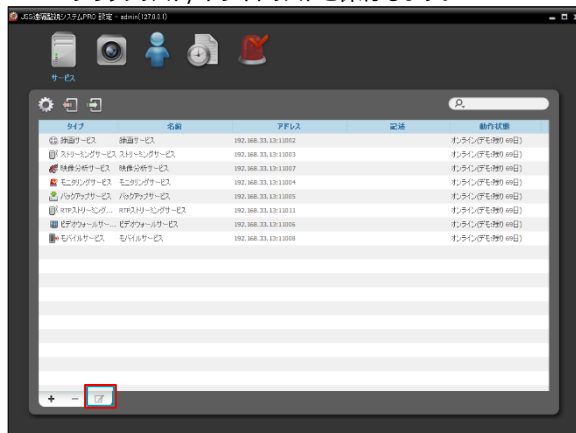 JSS遠隔監視システムPRO 設定 - admin(127.0.0.1)
サービス
タイプ 名前 アドレス 記述 動作状態
録画サービス 録画サービス 192.168.33.13:11002 オンライン(デモ:残り 69日)
ストリーミングサービス ストリーミングサービス 192.168.33.13:11003 オンライン(デモ:残り 69日)
映像分析サービス 映像分析サービス 192.168.33.13:11007 オンライン(デモ:残り 69日)
モニタリングサービス モニタリングサービス 192.168.33.13:11004 オンライン(デモ:残り 69日)
バックアップサービス バックアップサービス 192.168.33.13:11005 オンライン(デモ:残り 69日)
RTPストリーミング... RTPストリーミングサービス 192.168.33.13:11011 オンライン(デモ:残り 69日)
ビデオウォールサー... ビデオウォールサービス 192.168.33.13:11006 オンライン(デモ:残り 69日)
モバイルサービス モバイルサービス 192.168.33.13:11008 オンライン(デモ:残り 69日)